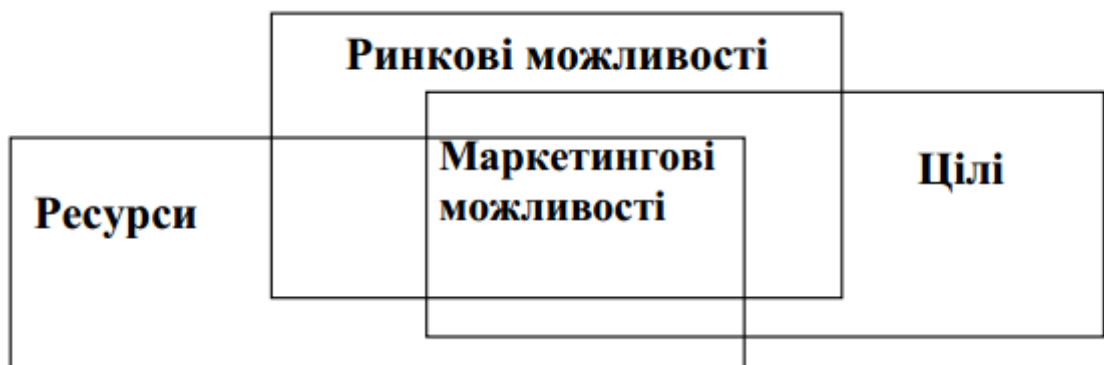 Ринкові можливості
Маркетингові
можливості
Цілі
Ресурси